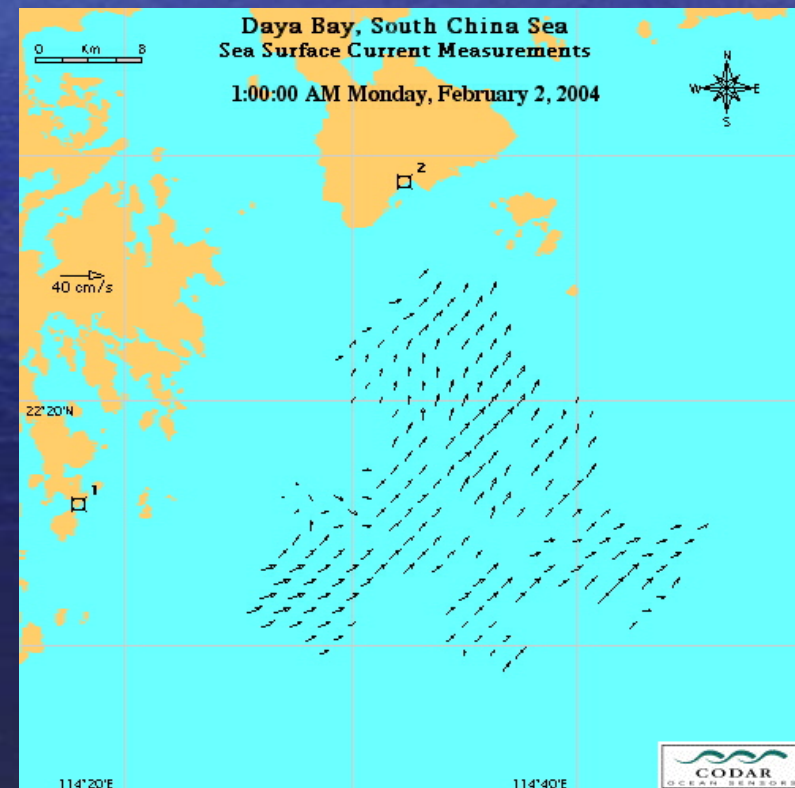 Daya Bay, South China Sea
Sea Surface Current Measurements
0 Km 8
1:00:00 AM Monday, February 2, 2004
N
W E
S
2
40 cm/s
22°20'N
1
114°20'E 114°40'E
CODAR
OCEAN SENSORS